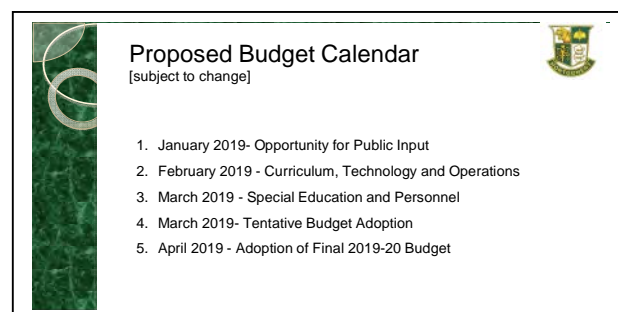 Proposed Budget Calendar
[subject to change]
1. January 2019- Opportunity for Public Input
2. February 2019 - Curriculum, Technology and Operations
3. March 2019 - Special Education and Personnel
4. March 2019- Tentative Budget Adoption
5. April 2019 - Adoption of Final 2019-20 Budget